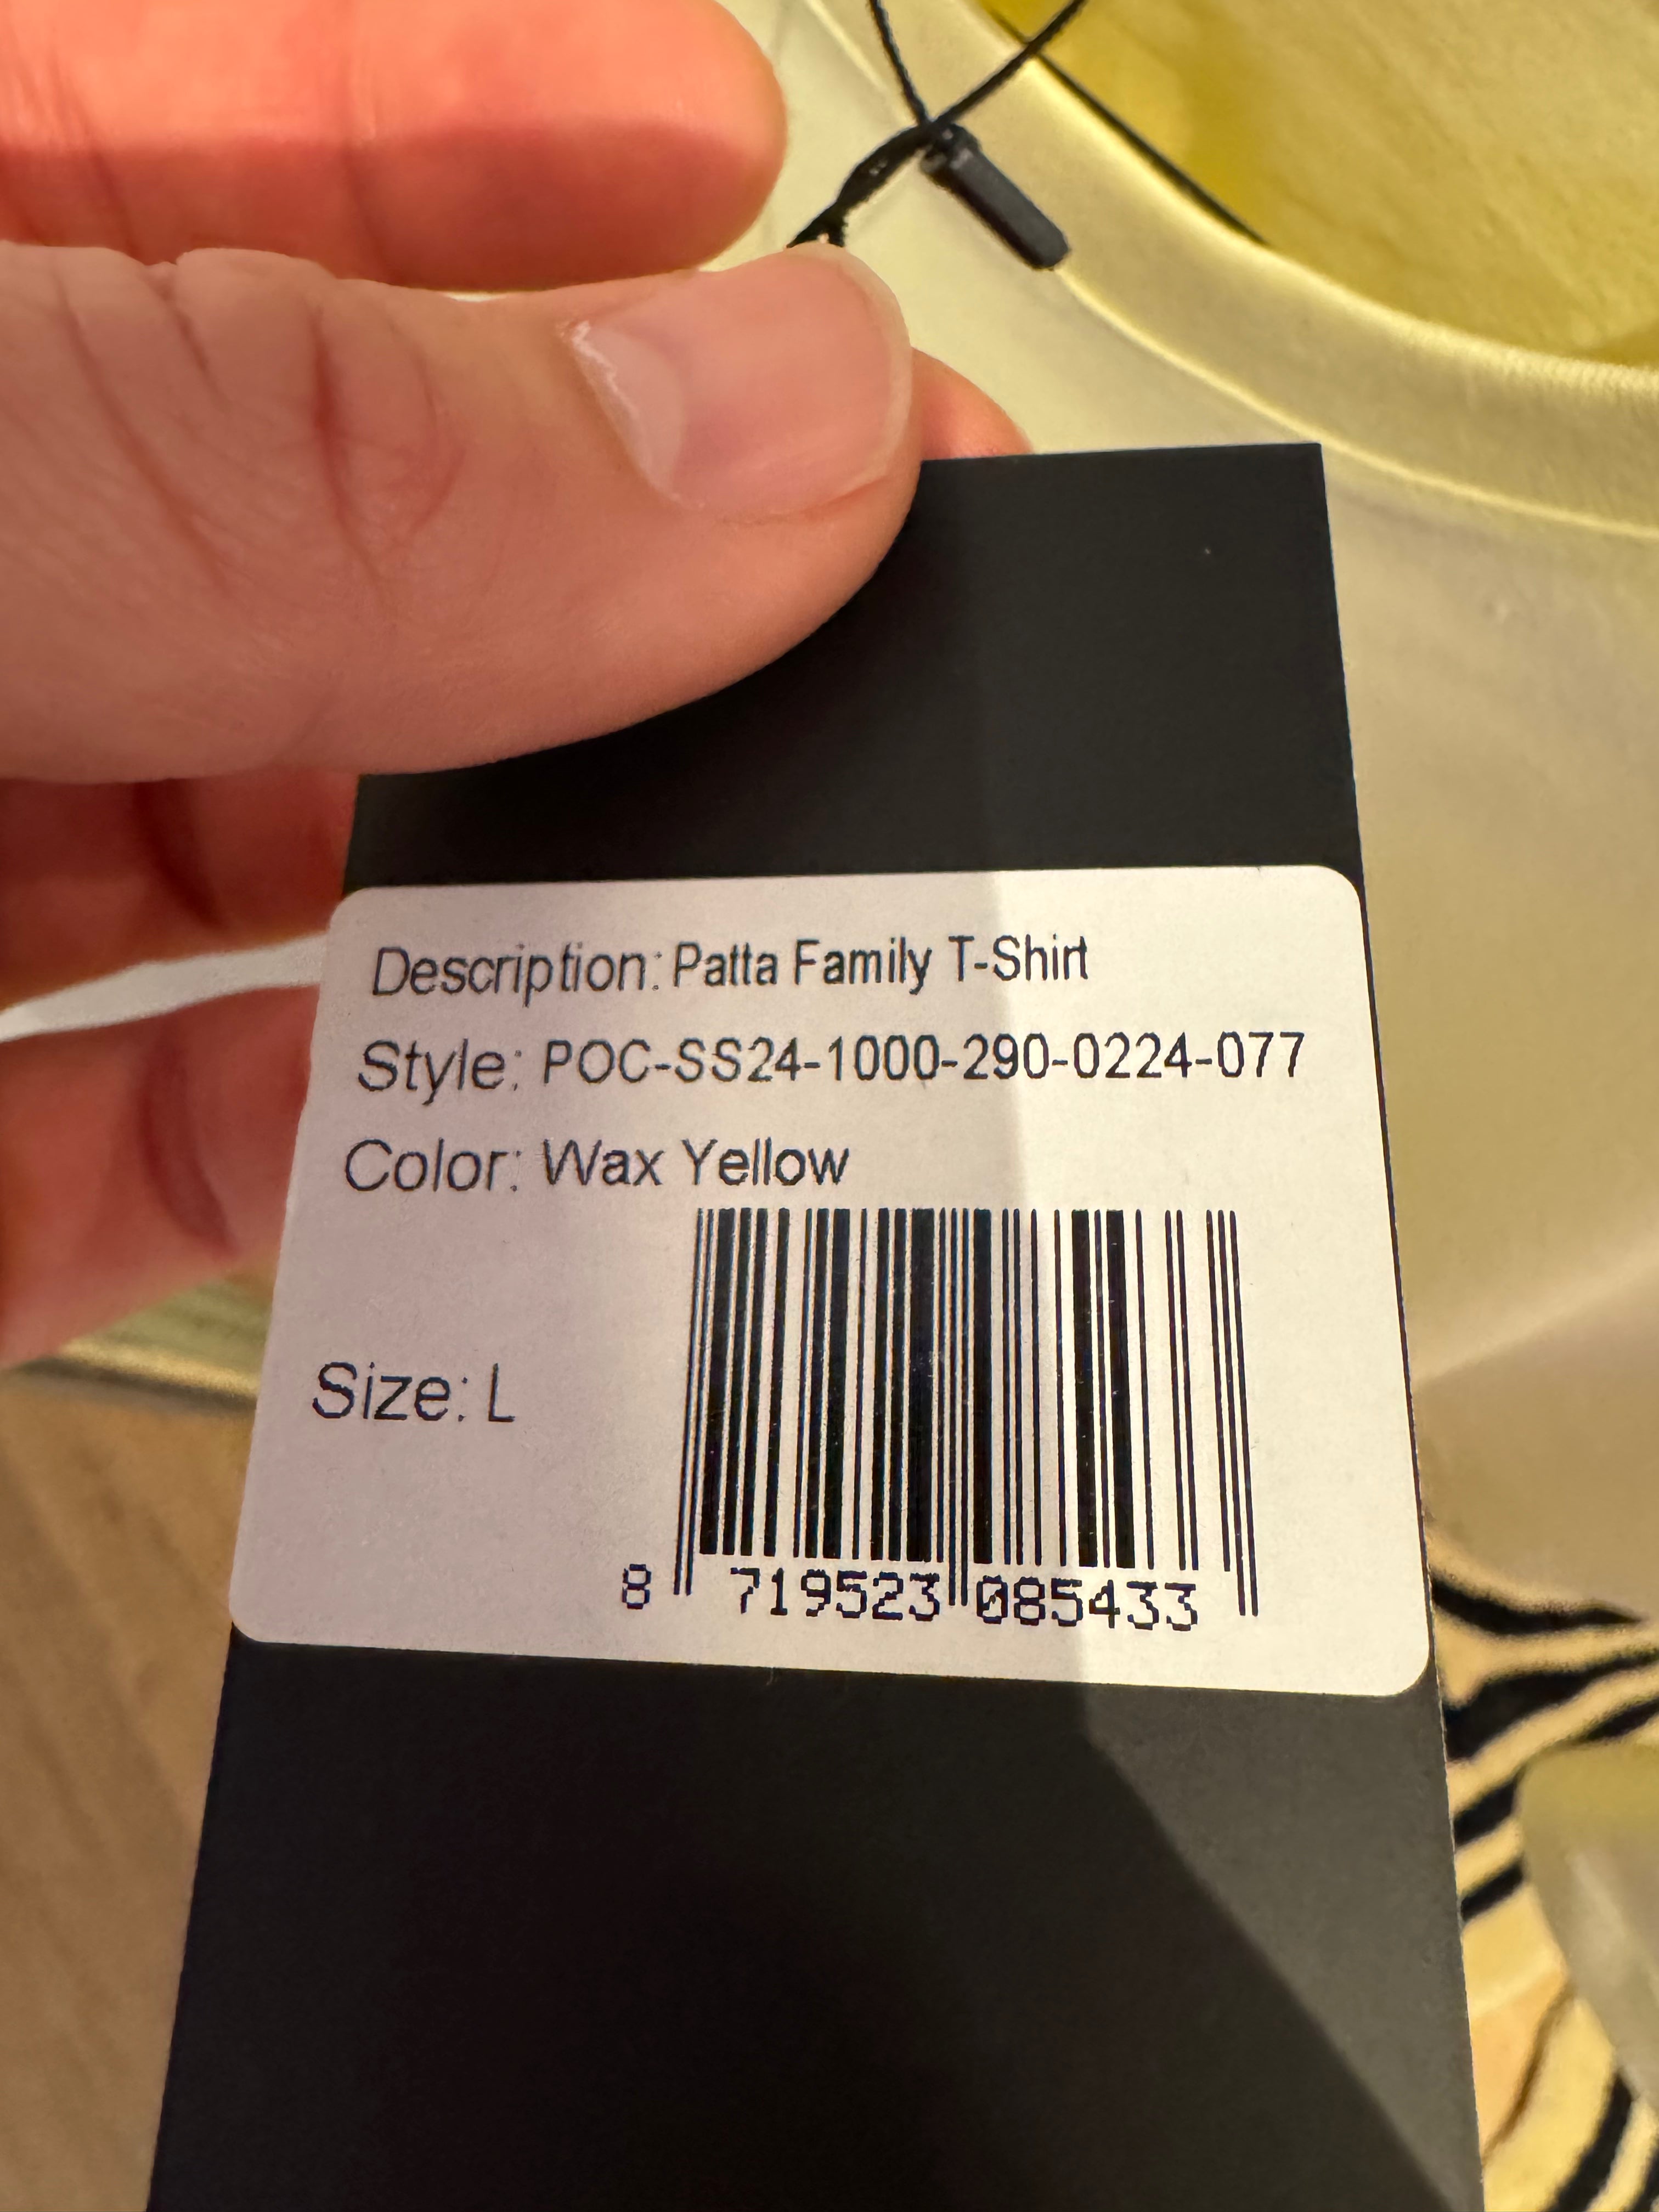 Description: Patta Family T-Shirt
Style: POC-SS24-1000-290-0224-077
Color: Wax Yellow
Size: L
8 719523 085433